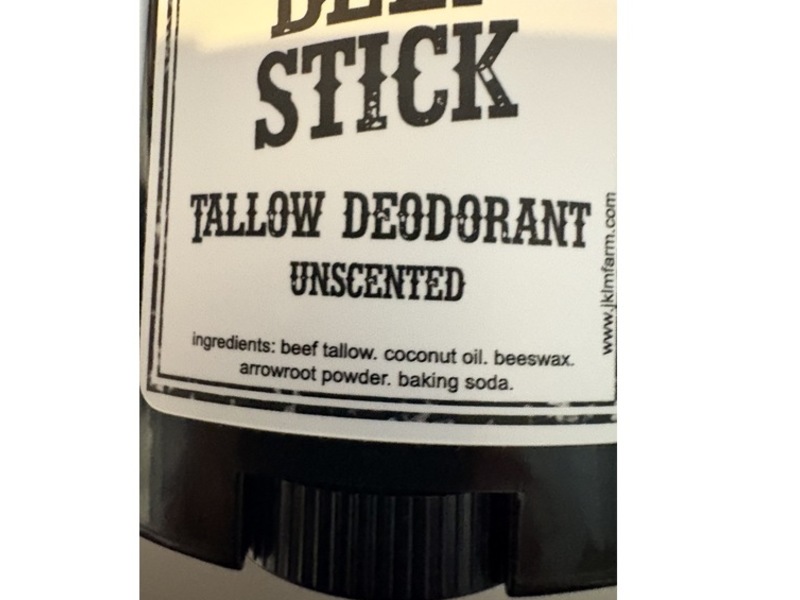 STICK
TALLOW DEODORANT
UNSCENTED
ingredients: beef tallow. coconut oil. beeswax.
arrowroot powder. baking soda.
www.jklmfarm.com